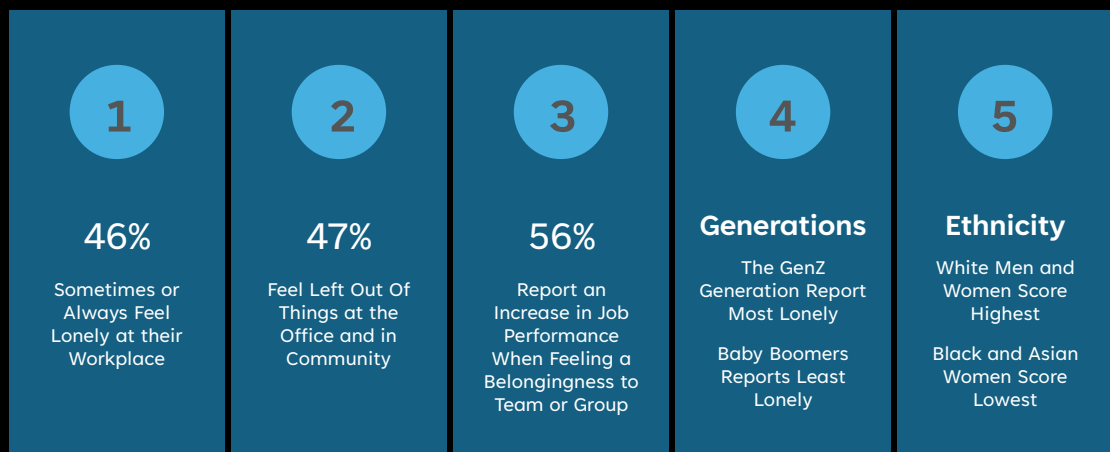 1
46%
Sometimes or
Always Feel
Lonely at their
Workplace
2
47%
Feel Left Out Of
Things at the
Office and in
Community
3
56%
Report an
Increase in Job
Performance
When Feeling a
Belongingness to
Team or Group
4
Generations
The GenZ
Generation Report
Most Lonely
Baby Boomers
Reports Least
Lonely
5
Ethnicity
White Men and
Women Score
Highest
Black and Asian
Women Score
Lowest